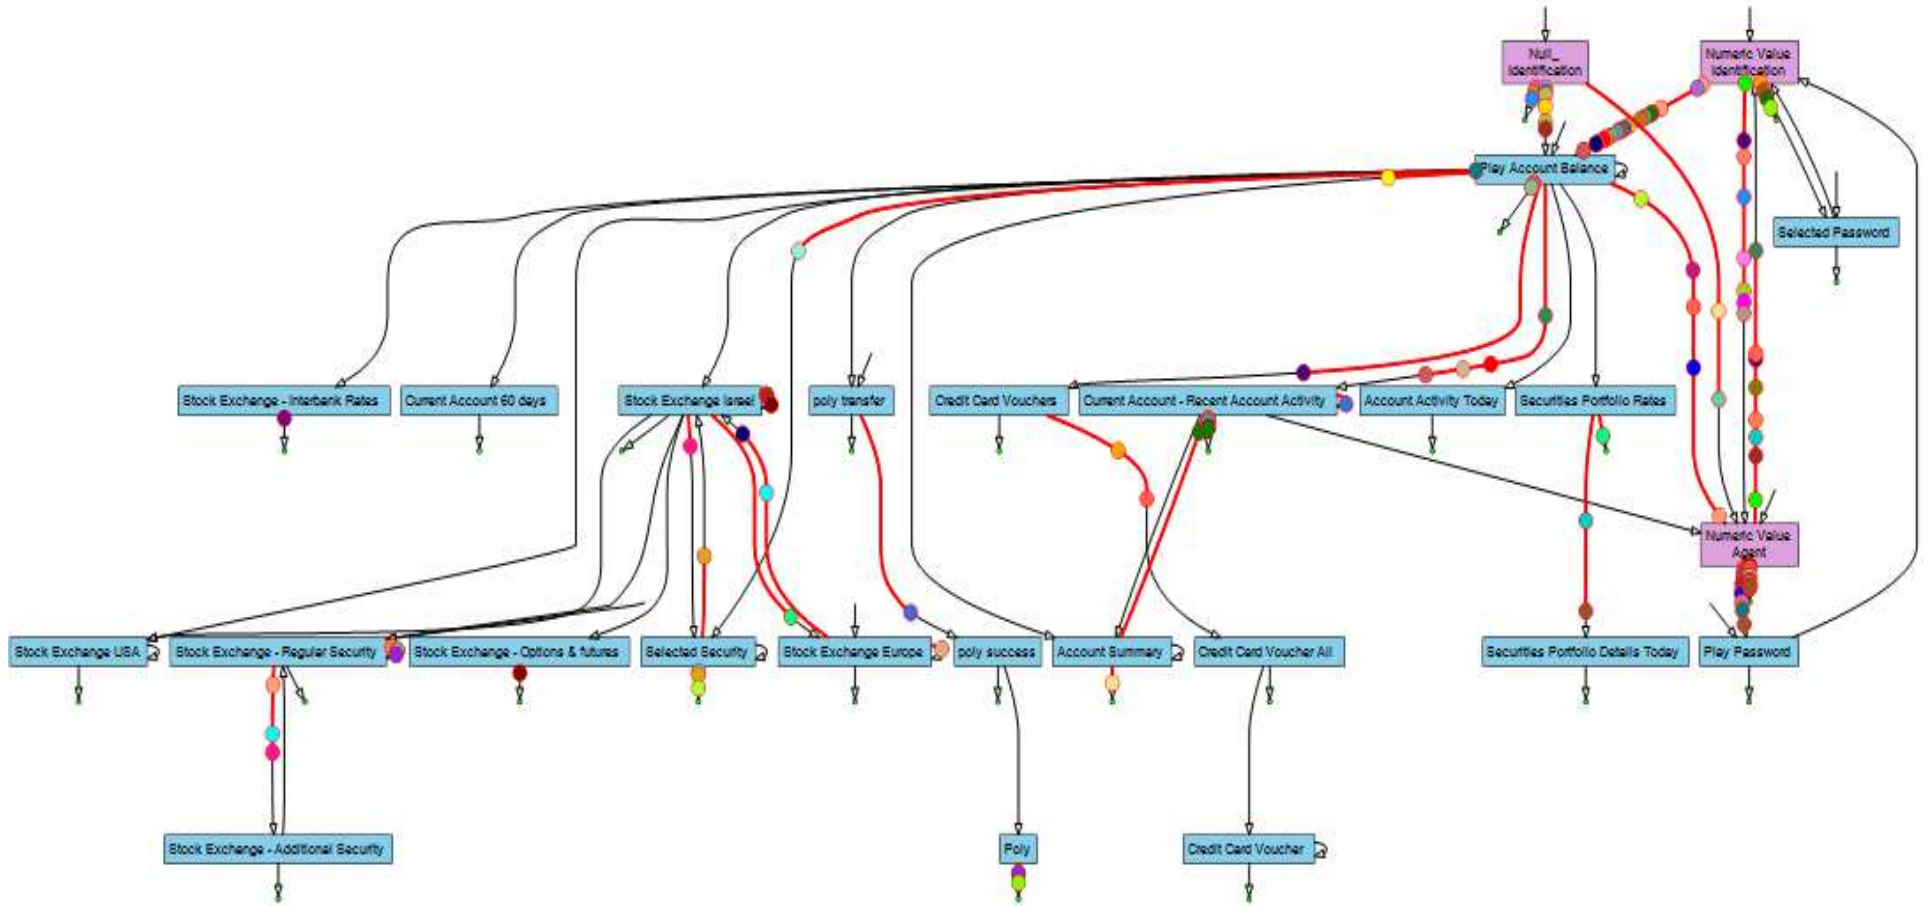 Null_
Identification
Numeric Value
Identification
Play Account Balance
Selected Password
Stock Exchange - Interbank Rates
Current Account 60 days
Stock Exchange Israel
poly transfer
Credit Card Vouchers
Current Account - Recent Account Activity
Account Activity Today
Securities Portfolio Rates
Numeric Value
Agent
Stock Exchange USA
Stock Exchange - Regular Security
Stock Exchange - Options & futures
Selected Security
Stock Exchange Europe
poly success
Account Summary
Credit Card Voucher All
Securities Portfolio Details Today
Play Password
Stock Exchange - Additional Security
Poly
Credit Card Voucher